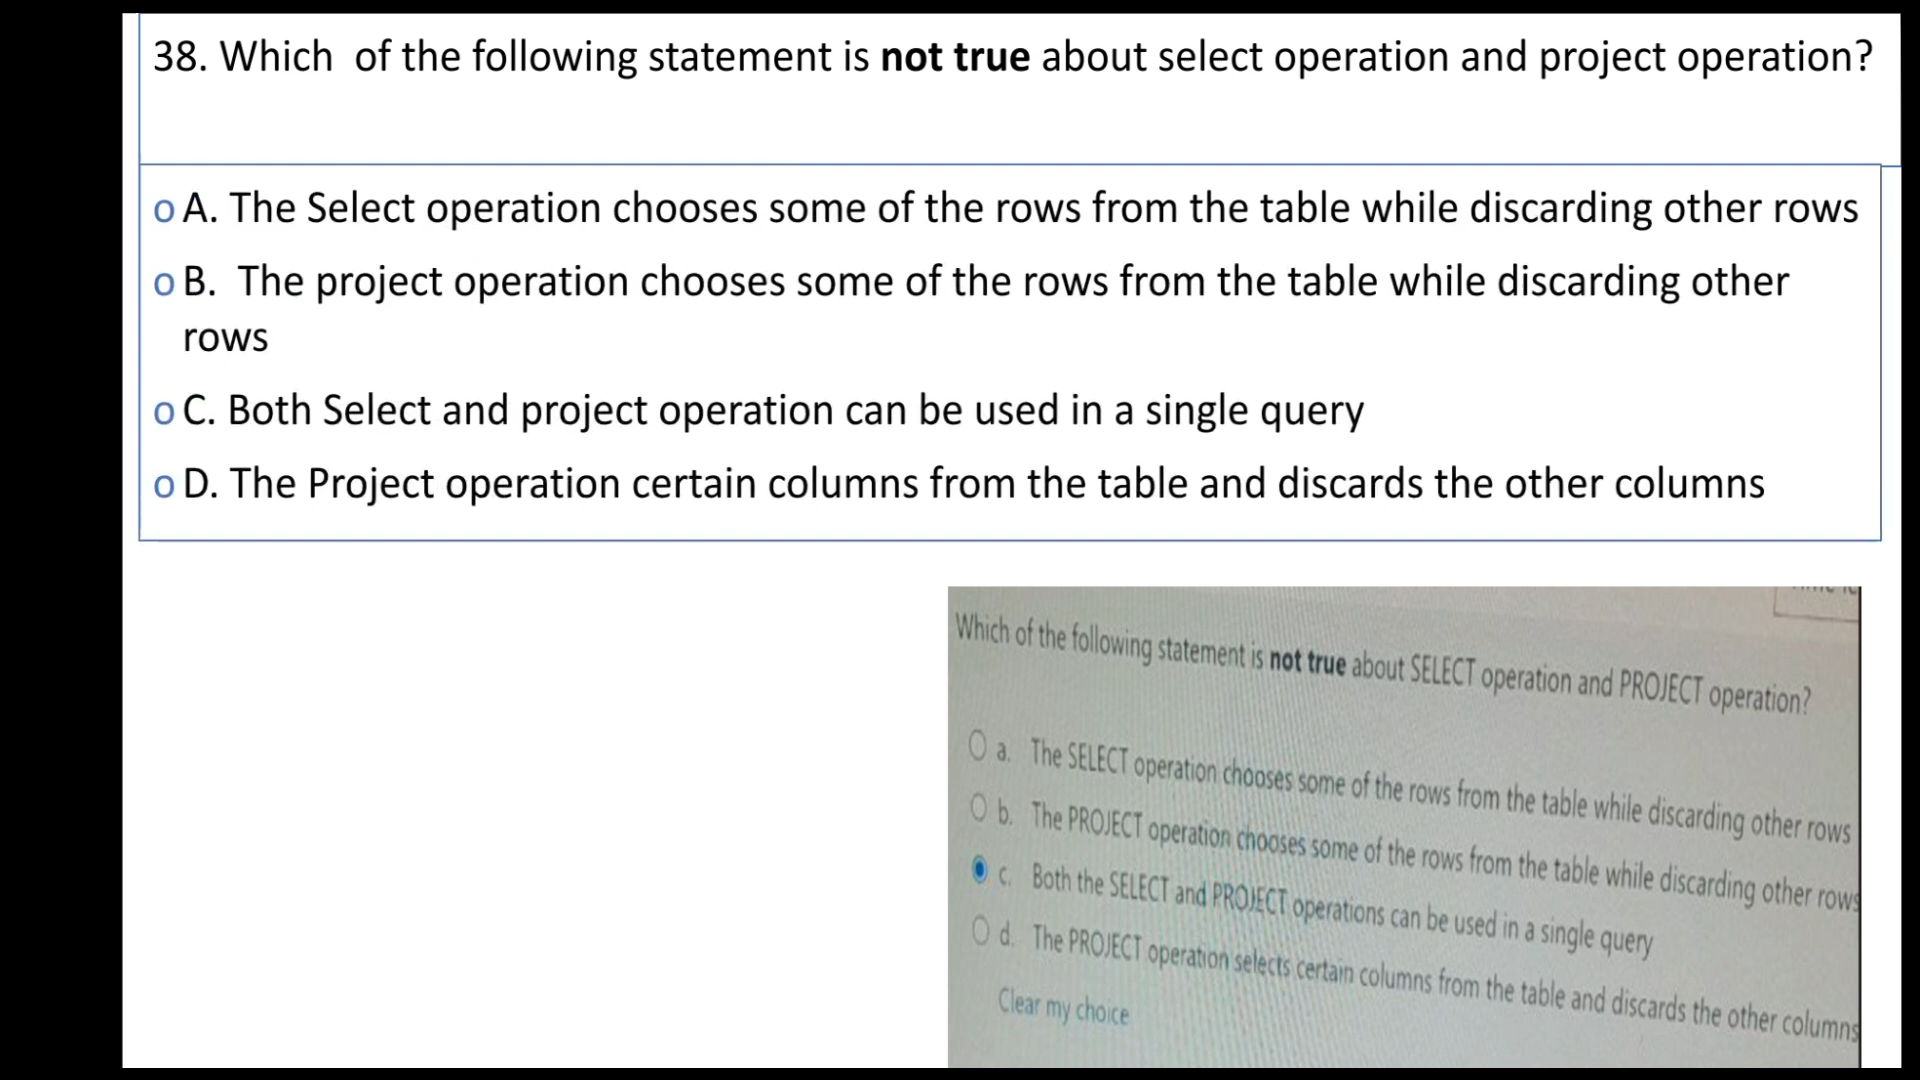 38. Which  of the following statement is not true about select operation and project operation?
o A. The Select operation chooses some of the rows from the table while discarding other rows
o B.  The project operation chooses some of the rows from the table while discarding other
rows
o C. Both Select and project operation can be used in a single query
o D. The Project operation certain columns from the table and discards the other columns
Which of the following statement is not true about SELECT operation and PROJECT operation?
a. The SELECT operation chooses some of the rows from the table while discarding other rows
b. The PROJECT operation chooses some of the rows from the table while discarding other rows
c. Both the SELECT and PROJECT operations can be used in a single query
d. The PROJECT operation selects certain columns from the table and discards the other columns
Clear my choice